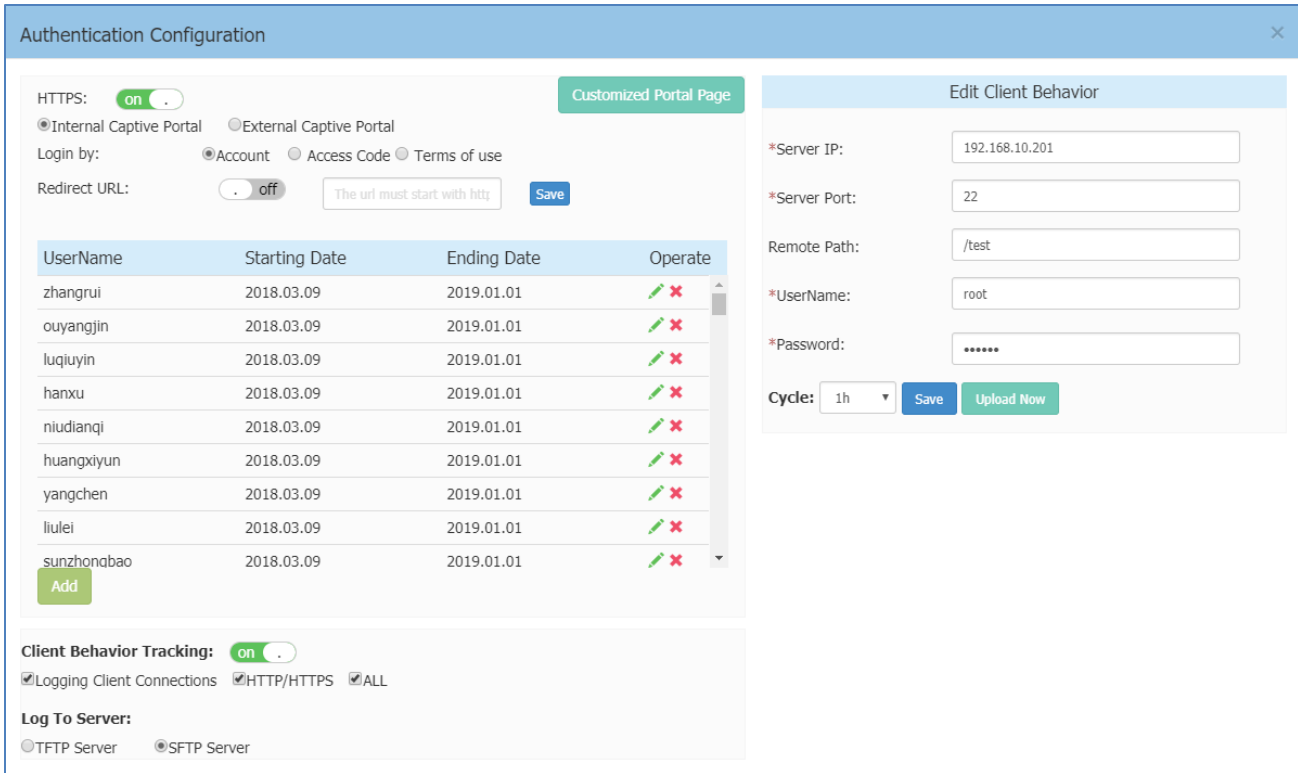 Authentication Configuration ×
HTTPS: on . Customized Portal Page
Internal Captive Portal External Captive Portal
Login by: Account Access Code Terms of use
Redirect URL: . off The url must start with http Save
UserName Starting Date Ending Date Operate
zhangrui 2018.03.09 2019.01.01
ouyangjin 2018.03.09 2019.01.01
luqiuyin 2018.03.09 2019.01.01
hanxu 2018.03.09 2019.01.01
niudianqi 2018.03.09 2019.01.01
huangxiyun 2018.03.09 2019.01.01
yangchen 2018.03.09 2019.01.01
liulei 2018.03.09 2019.01.01
sunzhongbao 2018.03.09 2019.01.01
Add
Client Behavior Tracking: on .
Logging Client Connections HTTP/HTTPS ALL
Log To Server:
TFTP Server SFTP Server
Edit Client Behavior
*Server IP: 192.168.10.201
*Server Port: 22
Remote Path: /test
*UserName: root
*Password: ••••••
Cycle: 1h Save Upload Now